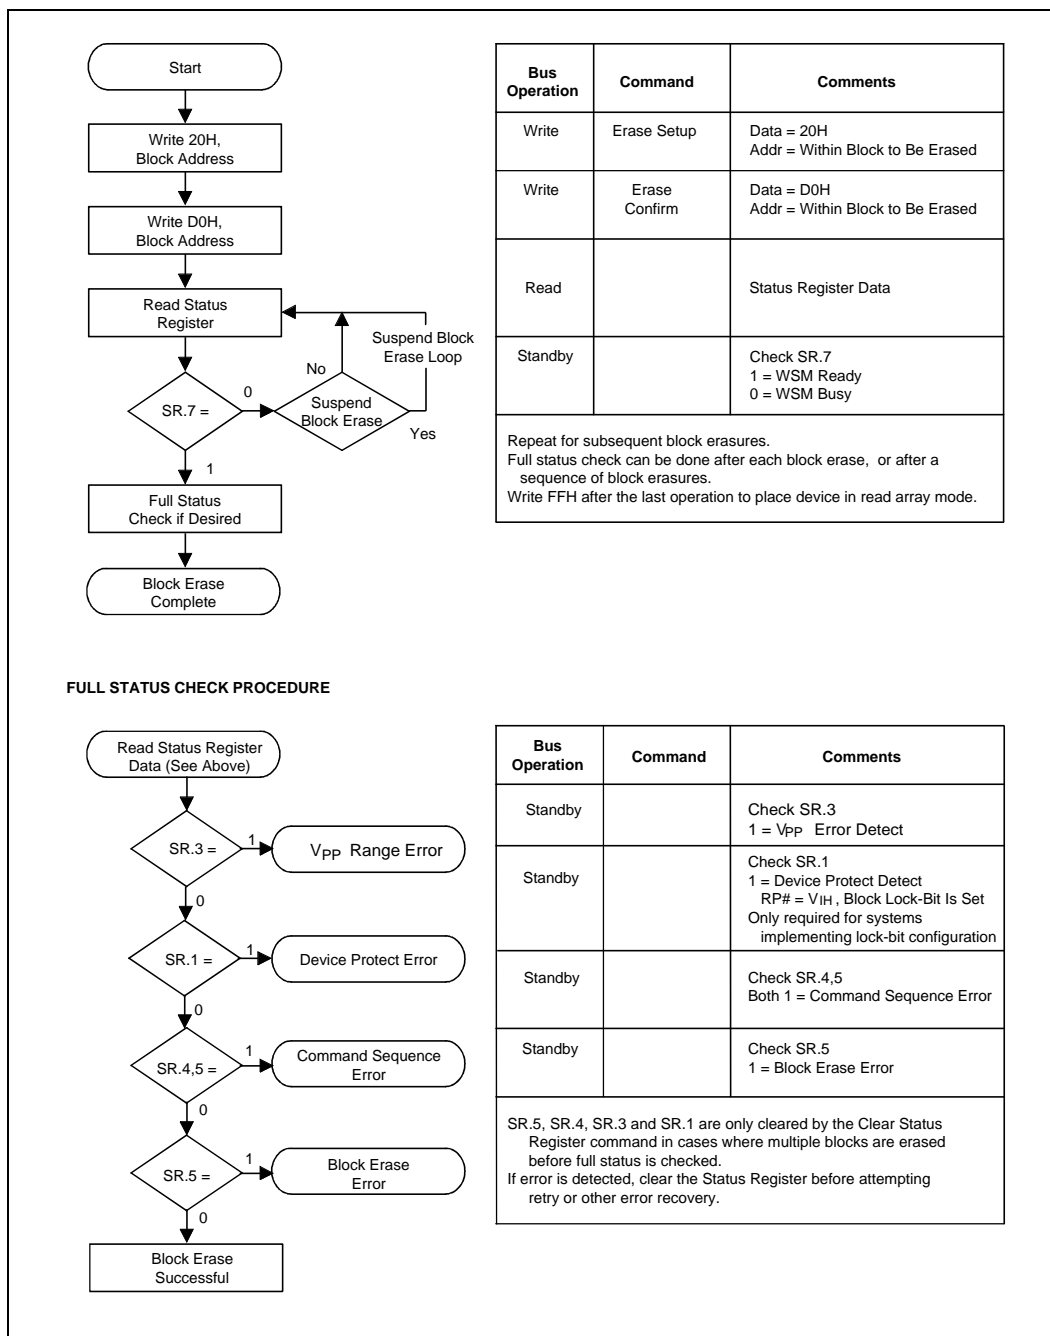 Start
Write 20H,
Block Address
Write D0H,
Block Address
Read Status
Register
Suspend Block
Erase Loop
No
0
SR.7 =
Suspend
Block Erase
Yes
1
Full Status
Check if Desired
Block Erase
Complete
Bus
Operation
Command
Comments
Write
Erase Setup
Data = 20H
Addr = Within Block to Be Erased
Write
Erase
Confirm
Data = D0H
Addr = Within Block to Be Erased
Read
Status Register Data
Standby
Check SR.7
1 = WSM Ready
0 = WSM Busy
Repeat for subsequent block erasures.
Full status check can be done after each block erase, or after a
sequence of block erasures.
Write FFH after the last operation to place device in read array mode.
FULL STATUS CHECK PROCEDURE
Read Status Register
Data (See Above)
SR.3 =
1
VPP Range Error
0
SR.1 =
1
Device Protect Error
0
SR.4,5 =
1
Command Sequence
Error
0
SR.5 =
1
Block Erase
Error
0
Block Erase
Successful
Bus
Operation
Command
Comments
Standby
Check SR.3
1 = VPP Error Detect
Standby
Check SR.1
1 = Device Protect Detect
RP# = VIH, Block Lock-Bit Is Set
Only required for systems
implementing lock-bit configuration
Standby
Check SR.4,5
Both 1 = Command Sequence Error
Standby
Check SR.5
1 = Block Erase Error
SR.5, SR.4, SR.3 and SR.1 are only cleared by the Clear Status
Register command in cases where multiple blocks are erased
before full status is checked.
If error is detected, clear the Status Register before attempting
retry or other error recovery.